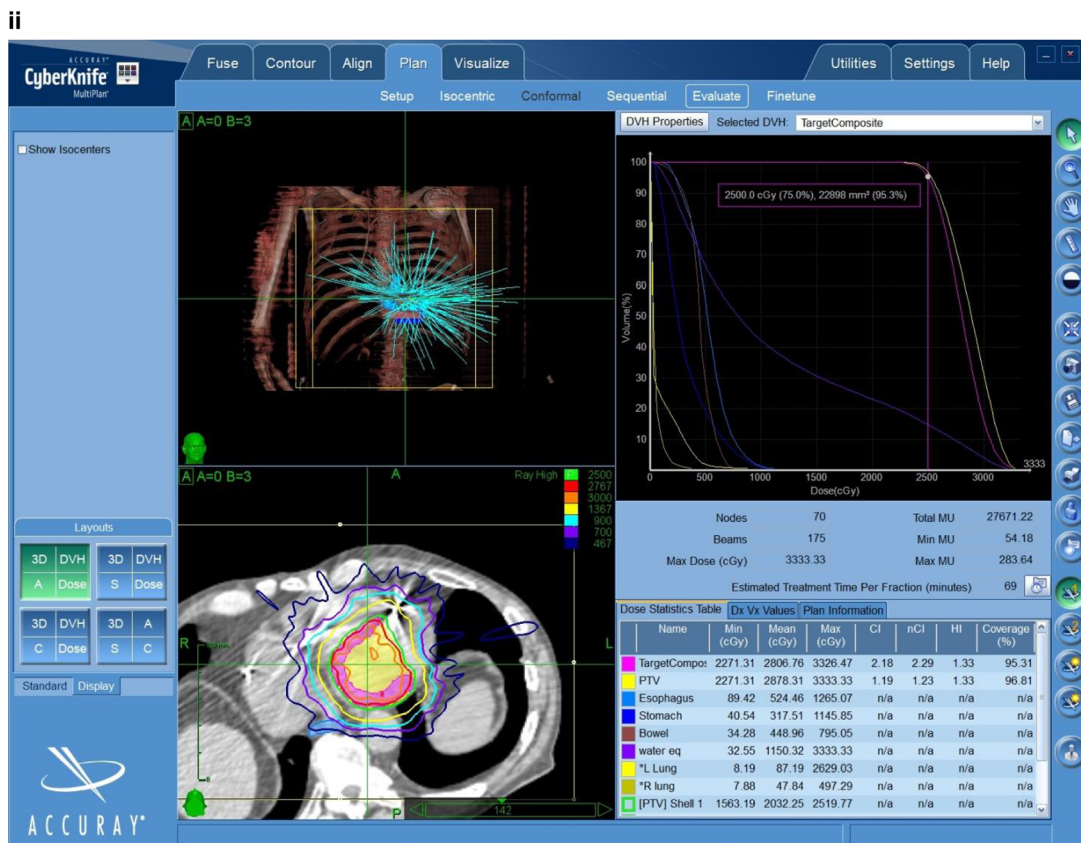 ii
ACCURAY
CyberKnife
MultiPlan
Fuse Contour Align Plan Visualize Utilities Settings Help
Setup Isocentric Conformal Sequential Evaluate Finetune
Show Isocenters
A A=0 B=3
DVH Properties Selected DVH: TargetComposite
100
90
80
70
60
50
40
30
20
10
Volume(%)
2500.0 cGy (75.0%), 22898 mm³ (95.3%)
0 500 1000 1500 2000 2500 3000 3333
Dose(cGy)
A A=0 B=3
A
Ray High P 2500
2767
3000
1367
900
700
467
R
L
P
142
Nodes 70 Total MU 27671.22
Beams 175 Min MU 54.18
Max Dose (cGy) 3333.33 Max MU 283.64
Estimated Treatment Time Per Fraction (minutes) 69
Dose Statistics Table Dx Vx Values Plan Information
Name Min (cGy) Mean (cGy) Max (cGy) CI nCI HI Coverage (%)
TargetCompos 2271.31 2806.76 3326.47 2.18 2.29 1.33 95.31
PTV 2271.31 2878.31 3333.33 1.19 1.23 1.33 96.81
Esophagus 89.42 524.46 1265.07 n/a n/a n/a n/a
Stomach 40.54 317.51 1145.85 n/a n/a n/a n/a
Bowel 34.28 448.96 795.05 n/a n/a n/a n/a
water eq 32.55 1150.32 3333.33 n/a n/a n/a n/a
*L Lung 8.19 87.19 2629.03 n/a n/a n/a n/a
*R lung 7.88 47.84 497.29 n/a n/a n/a n/a
[PTV] Shell 1 1563.19 2032.25 2519.77 n/a n/a n/a n/a
Layouts
3D DVH 3D DVH
A Dose S Dose
3D DVH 3D A
C Dose S C
Standard Display
ACCURAY